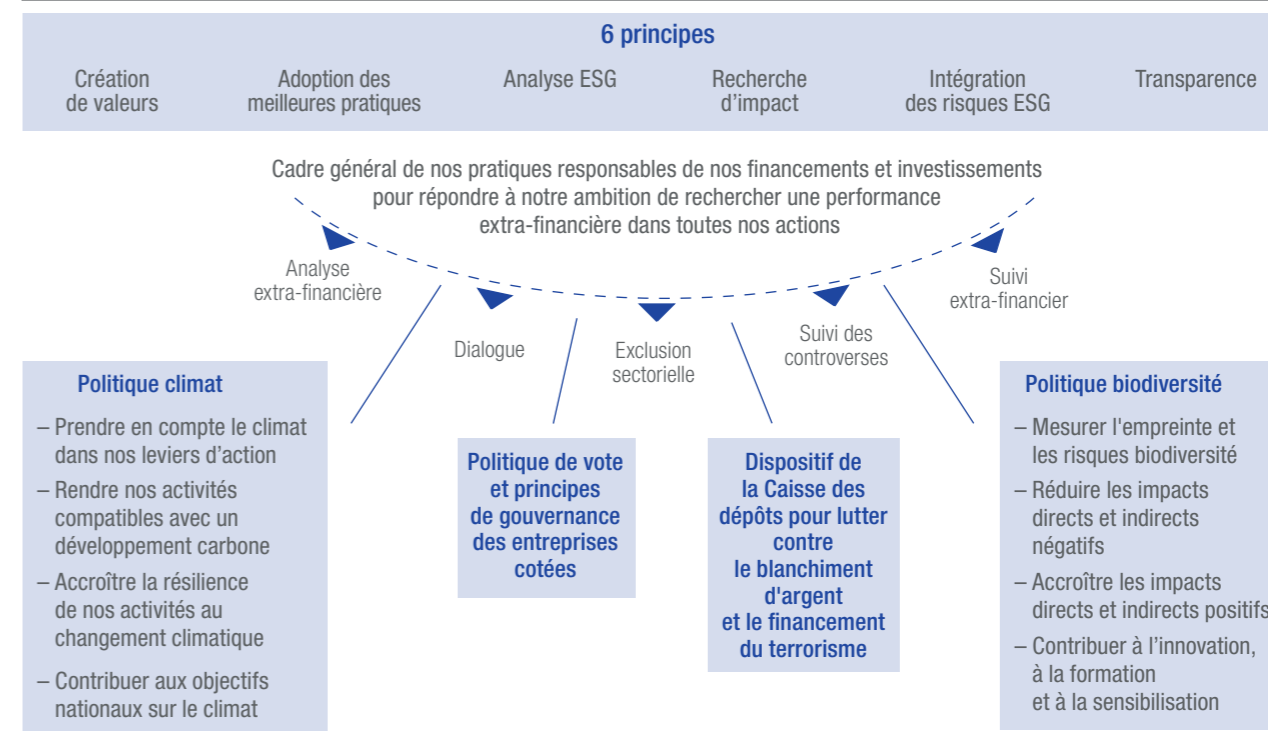 6 principes
Création
de valeurs
Adoption des
meilleures pratiques
Analyse ESG
Recherche
d'impact
Intégration
des risques ESG
Transparence
Cadre général de nos pratiques responsables de nos financements et investissements
pour répondre à notre ambition de rechercher une performance
extra-financière dans toutes nos actions
Analyse
extra-financière
Dialogue
Exclusion
sectorielle
Suivi des
controverses
Suivi
extra-financier
Politique climat
– Prendre en compte le climat
dans nos leviers d'action
– Rendre nos activités
compatibles avec un
développement carbone
– Accroître la résilience
de nos activités au
changement climatique
– Contribuer aux objectifs
nationaux sur le climat
Politique de vote
et principes
de gouvernance
des entreprises
cotées
Dispositif de
la Caisse des
dépôts pour lutter
contre
le blanchiment
d'argent
et le financement
du terrorisme
Politique biodiversité
– Mesurer l'empreinte et
les risques biodiversité
– Réduire les impacts
directs et indirects
négatifs
– Accroître les impacts
directs et indirects positifs
– Contribuer à l'innovation,
à la formation
et à la sensibilisation